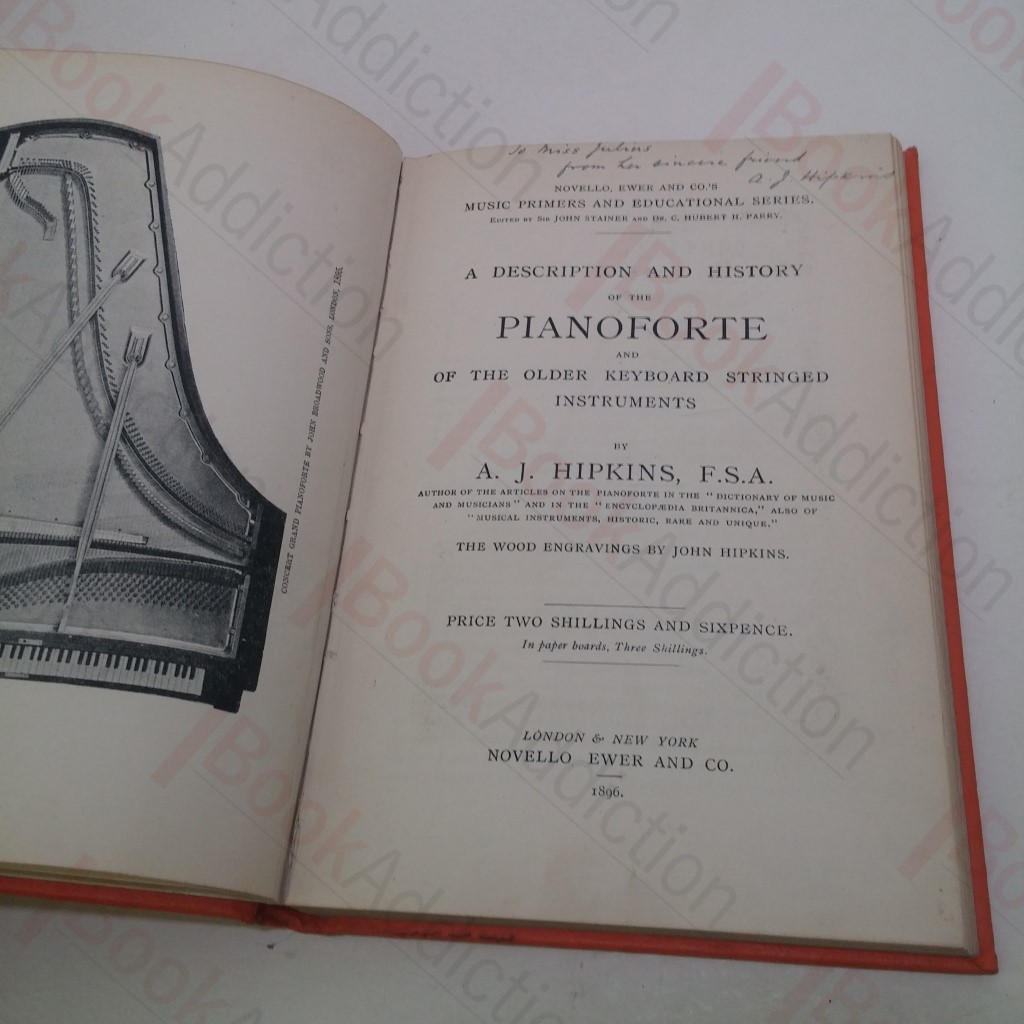 To Miss Julius
from her sincere friend
A. J. Hipkins
NOVELLO, EWER AND CO.'S
MUSIC PRIMERS AND EDUCATIONAL SERIES.
EDITED BY SIR JOHN STAINER AND DR. C. HUBERT H. PARRY.
A DESCRIPTION AND HISTORY
OF THE
PIANOFORTE
AND
OF THE OLDER KEYBOARD STRINGED
INSTRUMENTS
BY
A. J. HIPKINS, F.S.A.
AUTHOR OF THE ARTICLES ON THE PIANOFORTE IN THE "DICTIONARY OF MUSIC
AND MUSICIANS" AND IN THE "ENCYCLOPÆDIA BRITANNICA," ALSO OF
"MUSICAL INSTRUMENTS, HISTORIC, RARE AND UNIQUE."
THE WOOD ENGRAVINGS BY JOHN HIPKINS.
PRICE TWO SHILLINGS AND SIXPENCE.
In paper boards, Three Shillings.
LONDON & NEW YORK
NOVELLO EWER AND CO.
1896.
CONCERT GRAND PIANOFORTE BY JOHN BROADWOOD AND SONS, LONDON, 1895.
BookAddiction